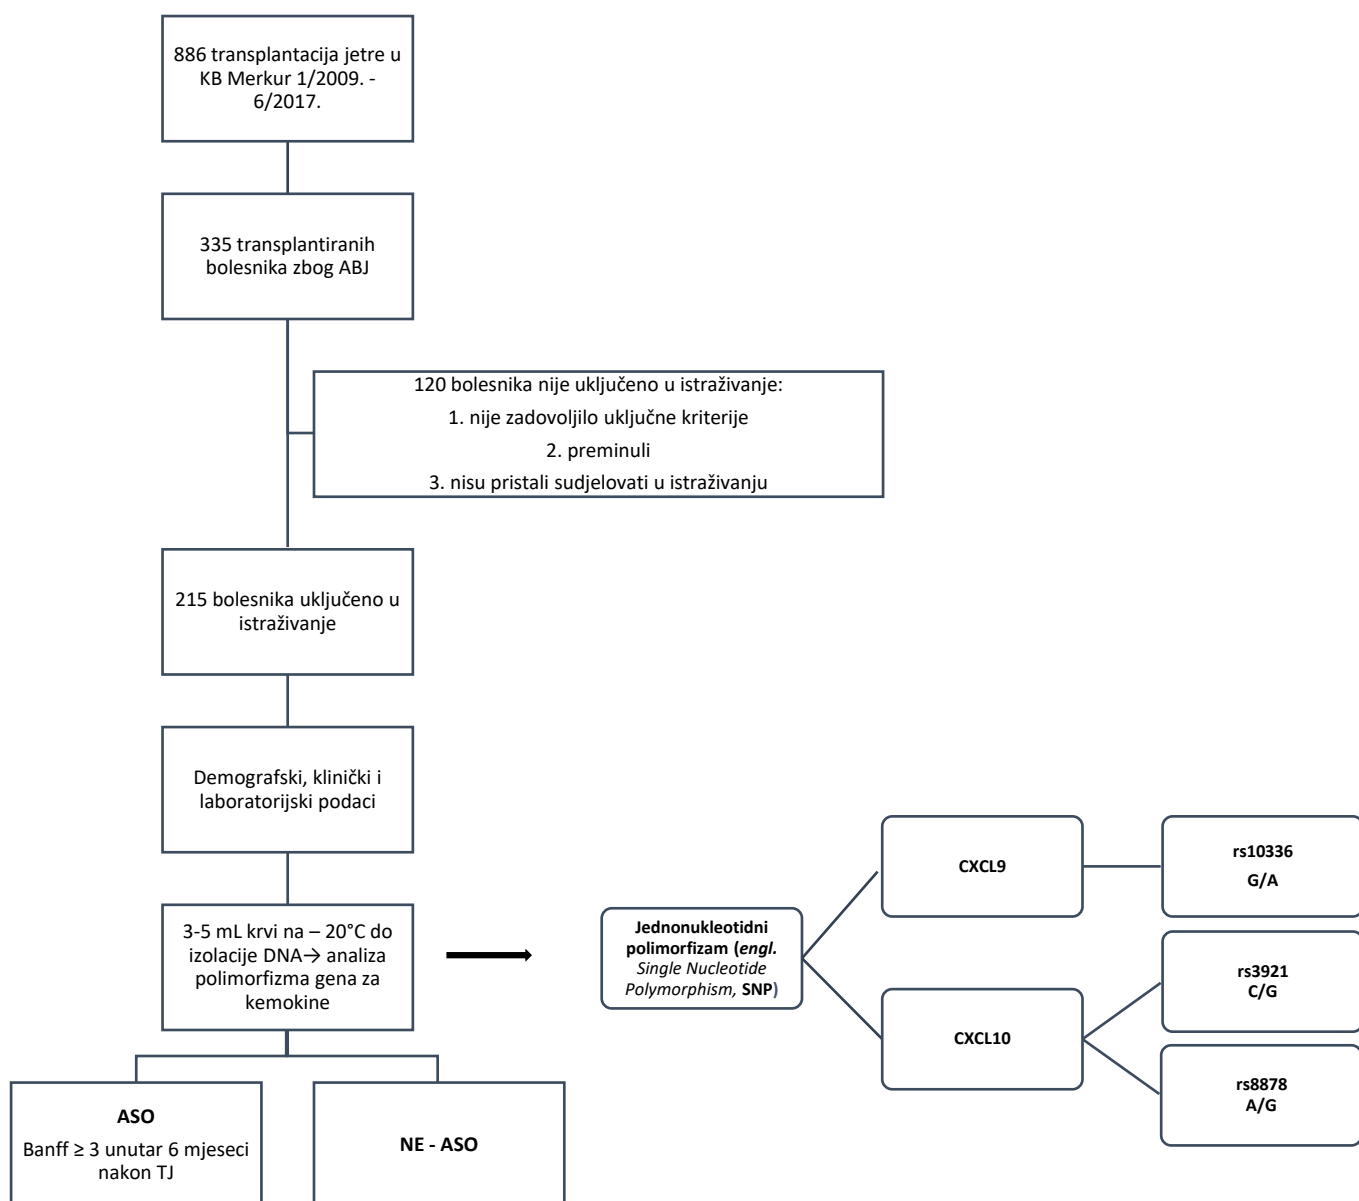 886 transplantacija jetre u
KB Merkur 1/2009. -
6/2017.
335 transplantiranih
bolesnika zbog ABJ
120 bolesnika nije uključeno u istraživanje:
1. nije zadovoljilo uključne kriterije
2. preminuli
3. nisu pristali sudjelovati u istraživanju
215 bolesnika uključeno u
istraživanje
Demografski, klinički i
laboratorijski podaci
3-5 mL krvi na – 20°C do
izolacije DNA→ analiza
polimorfizma gena za
kemokine
ASO
Banff ≥ 3 unutar 6 mjeseci
nakon TJ
NE - ASO
Jednonukleotidni
polimorfizam (engl.
Single Nucleotide
Polymorphism, SNP)
CXCL9
rs10336
G/A
CXCL10
rs3921
C/G
rs8878
A/G